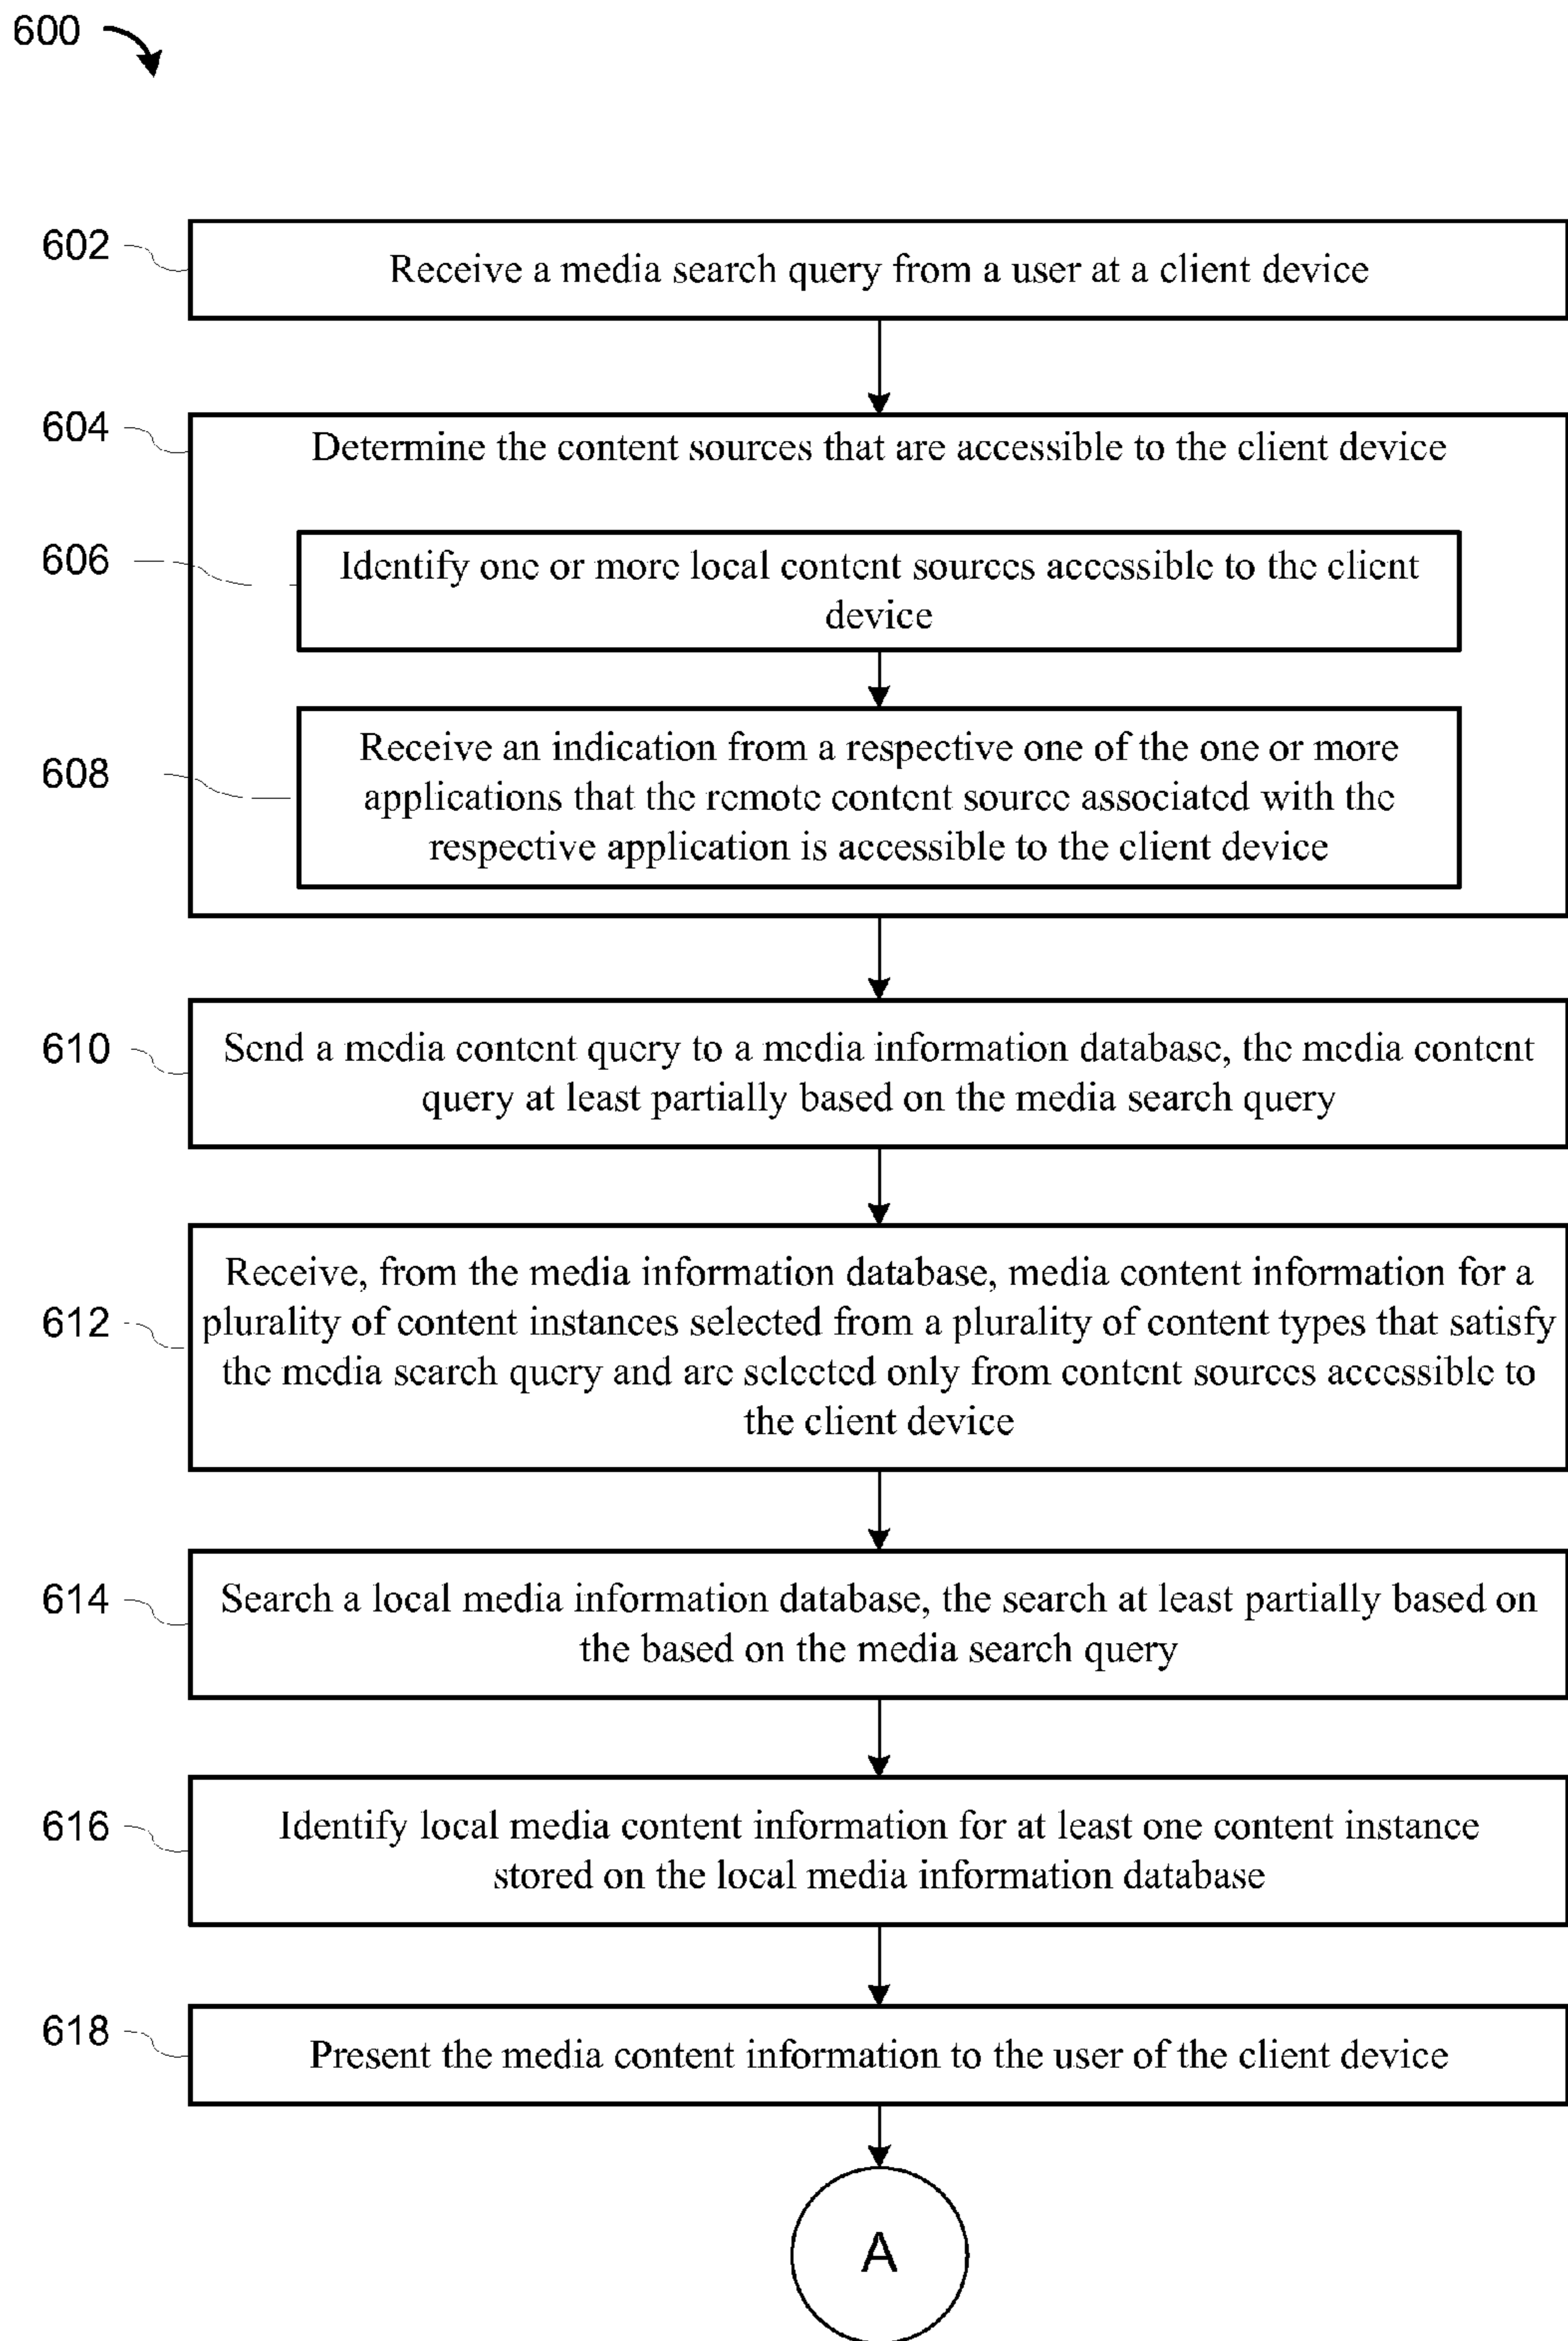 600
602
Receive a media search query from a user at a client device
604
Determine the content sources that are accessible to the client device
606
Identify one or more local content sources accessible to the client
device
608
Receive an indication from a respective one of the one or more
applications that the remote content source associated with the
respective application is accessible to the client device
610
Send a media content query to a media information database, the media content
query at least partially based on the media search query
612
Receive, from the media information database, media content information for a
plurality of content instances selected from a plurality of content types that satisfy
the media search query and are selected only from content sources accessible to
the client device
614
Search a local media information database, the search at least partially based on
the based on the media search query
616
Identify local media content information for at least one content instance
stored on the local media information database
618
Present the media content information to the user of the client device
A